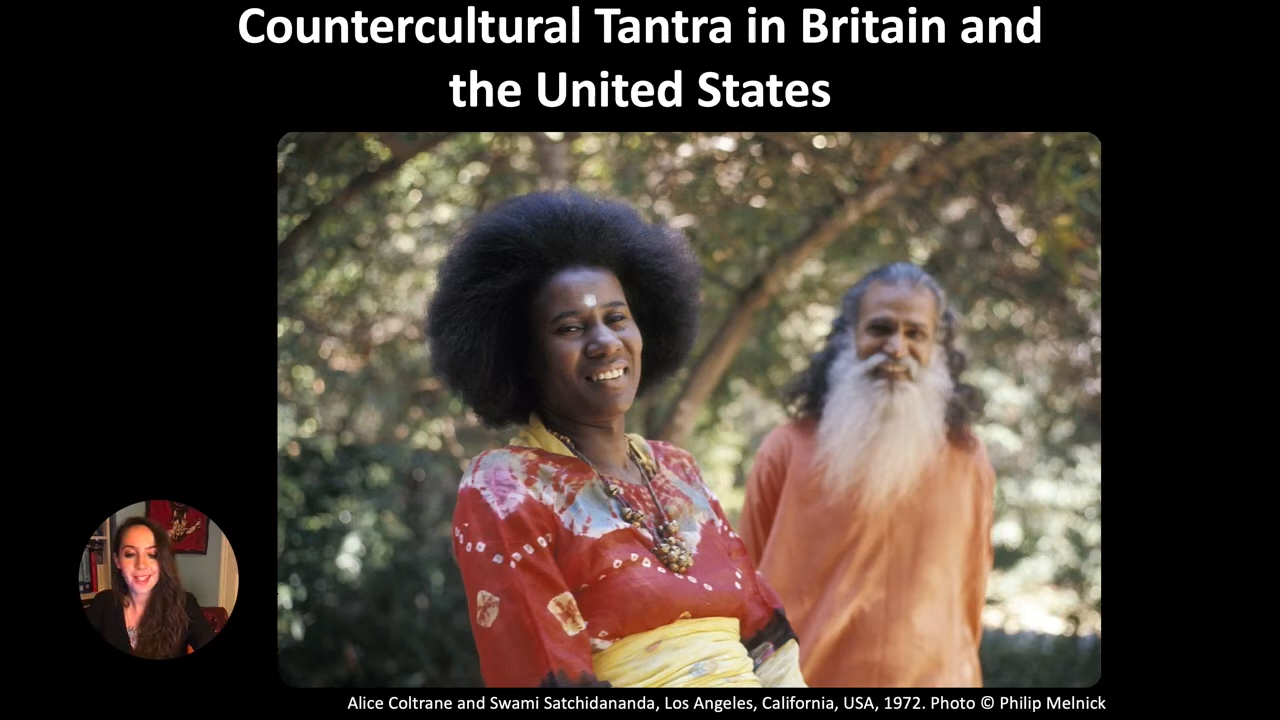 Countercultural Tantra in Britain and
the United States
Alice Coltrane and Swami Satchidananda, Los Angeles, California, USA, 1972. Photo © Philip Melnick